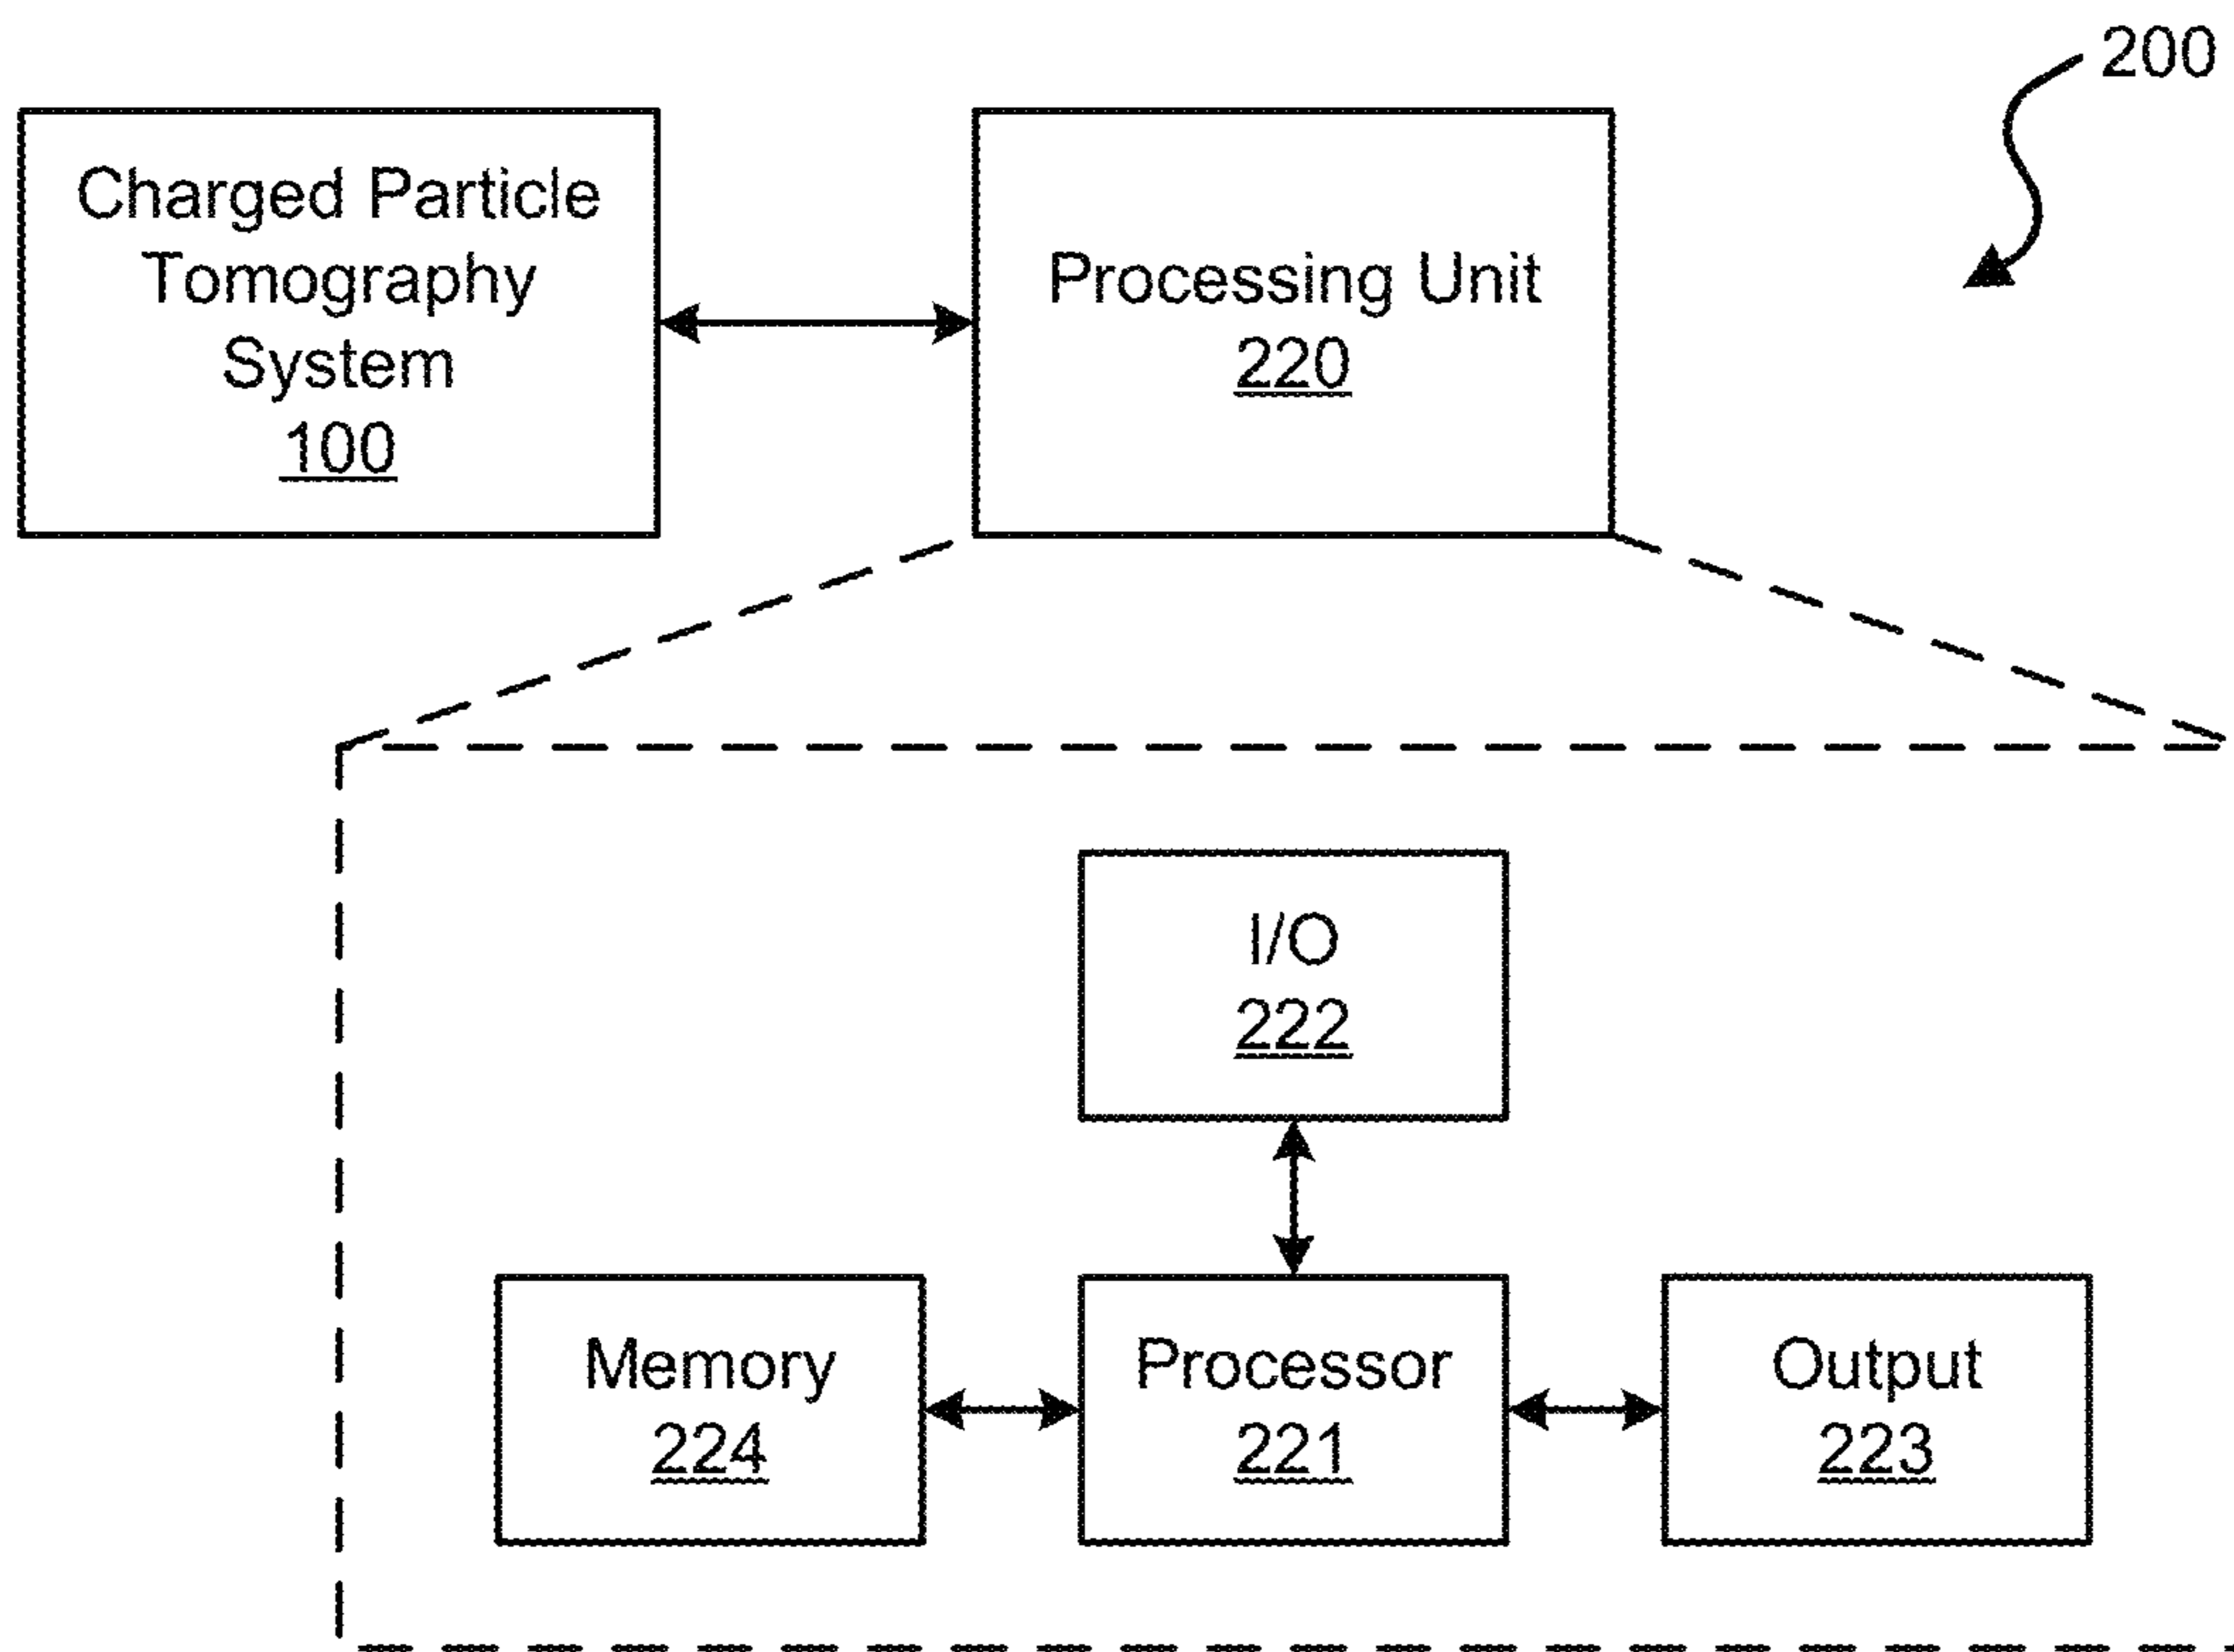 200
Charged Particle
Tomography
System
100
Processing Unit
220
I/O
222
Memory
224
Processor
221
Output
223